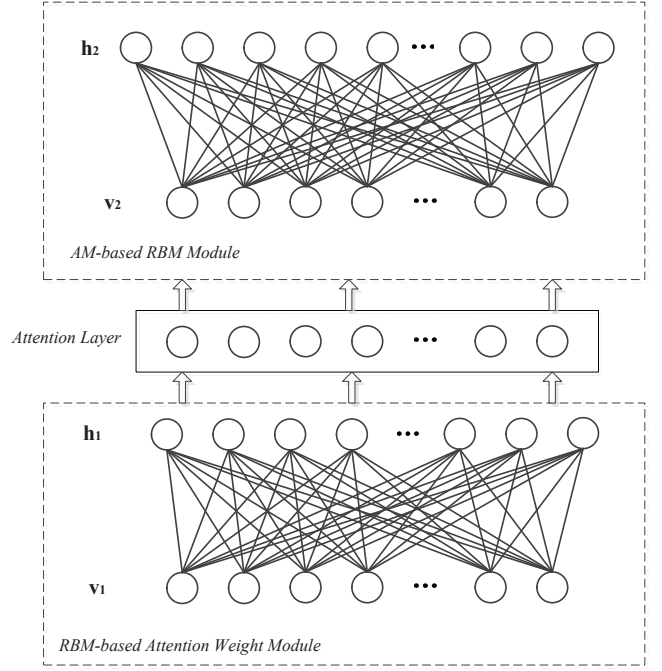 h2
...
v2
...
AM-based RBM Module
Attention Layer
...
h1
...
v1
...
RBM-based Attention Weight Module